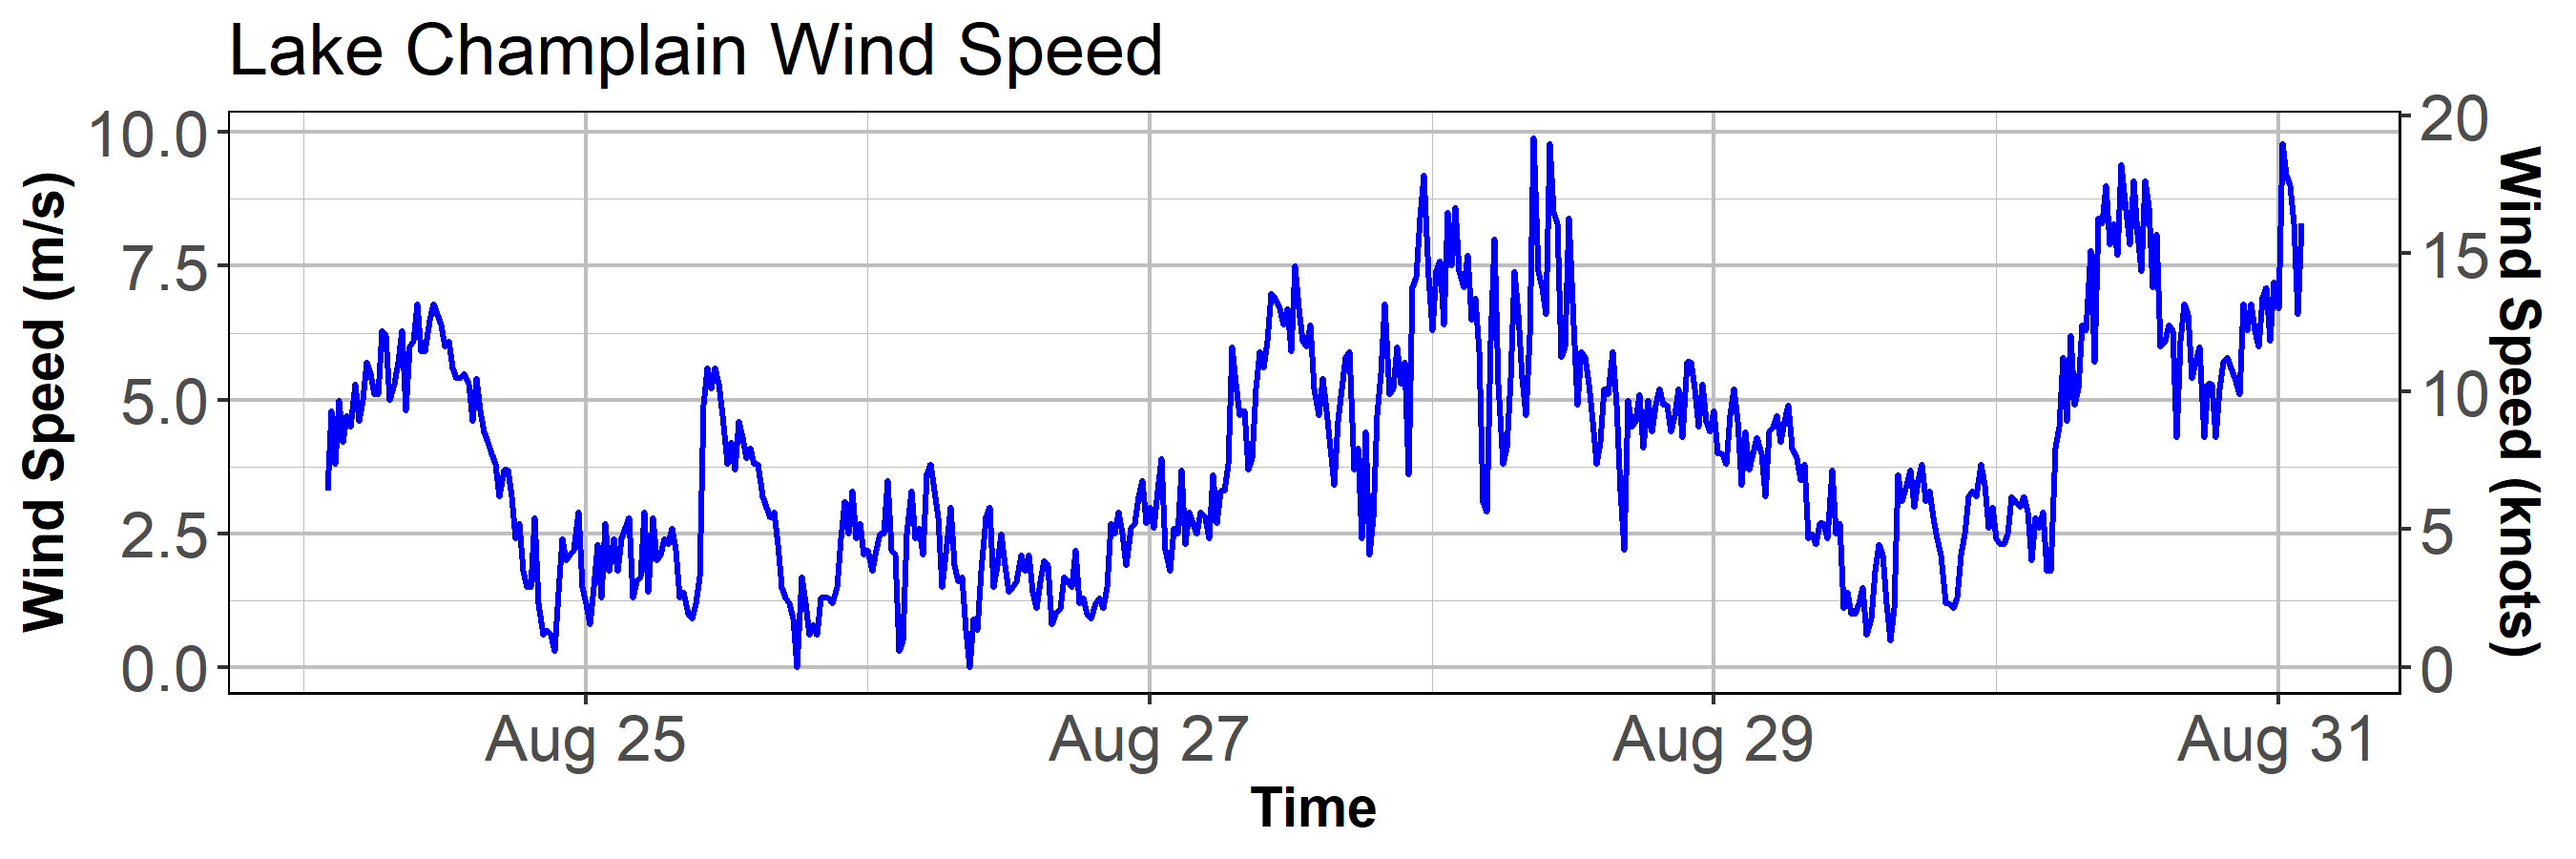 Lake Champlain Wind Speed
Wind Speed (m/s)
10.0
7.5
5.0
2.5
0.0
20
15
10
5
0
Wind Speed (knots)
Aug 25
Aug 27
Aug 29
Aug 31
Time